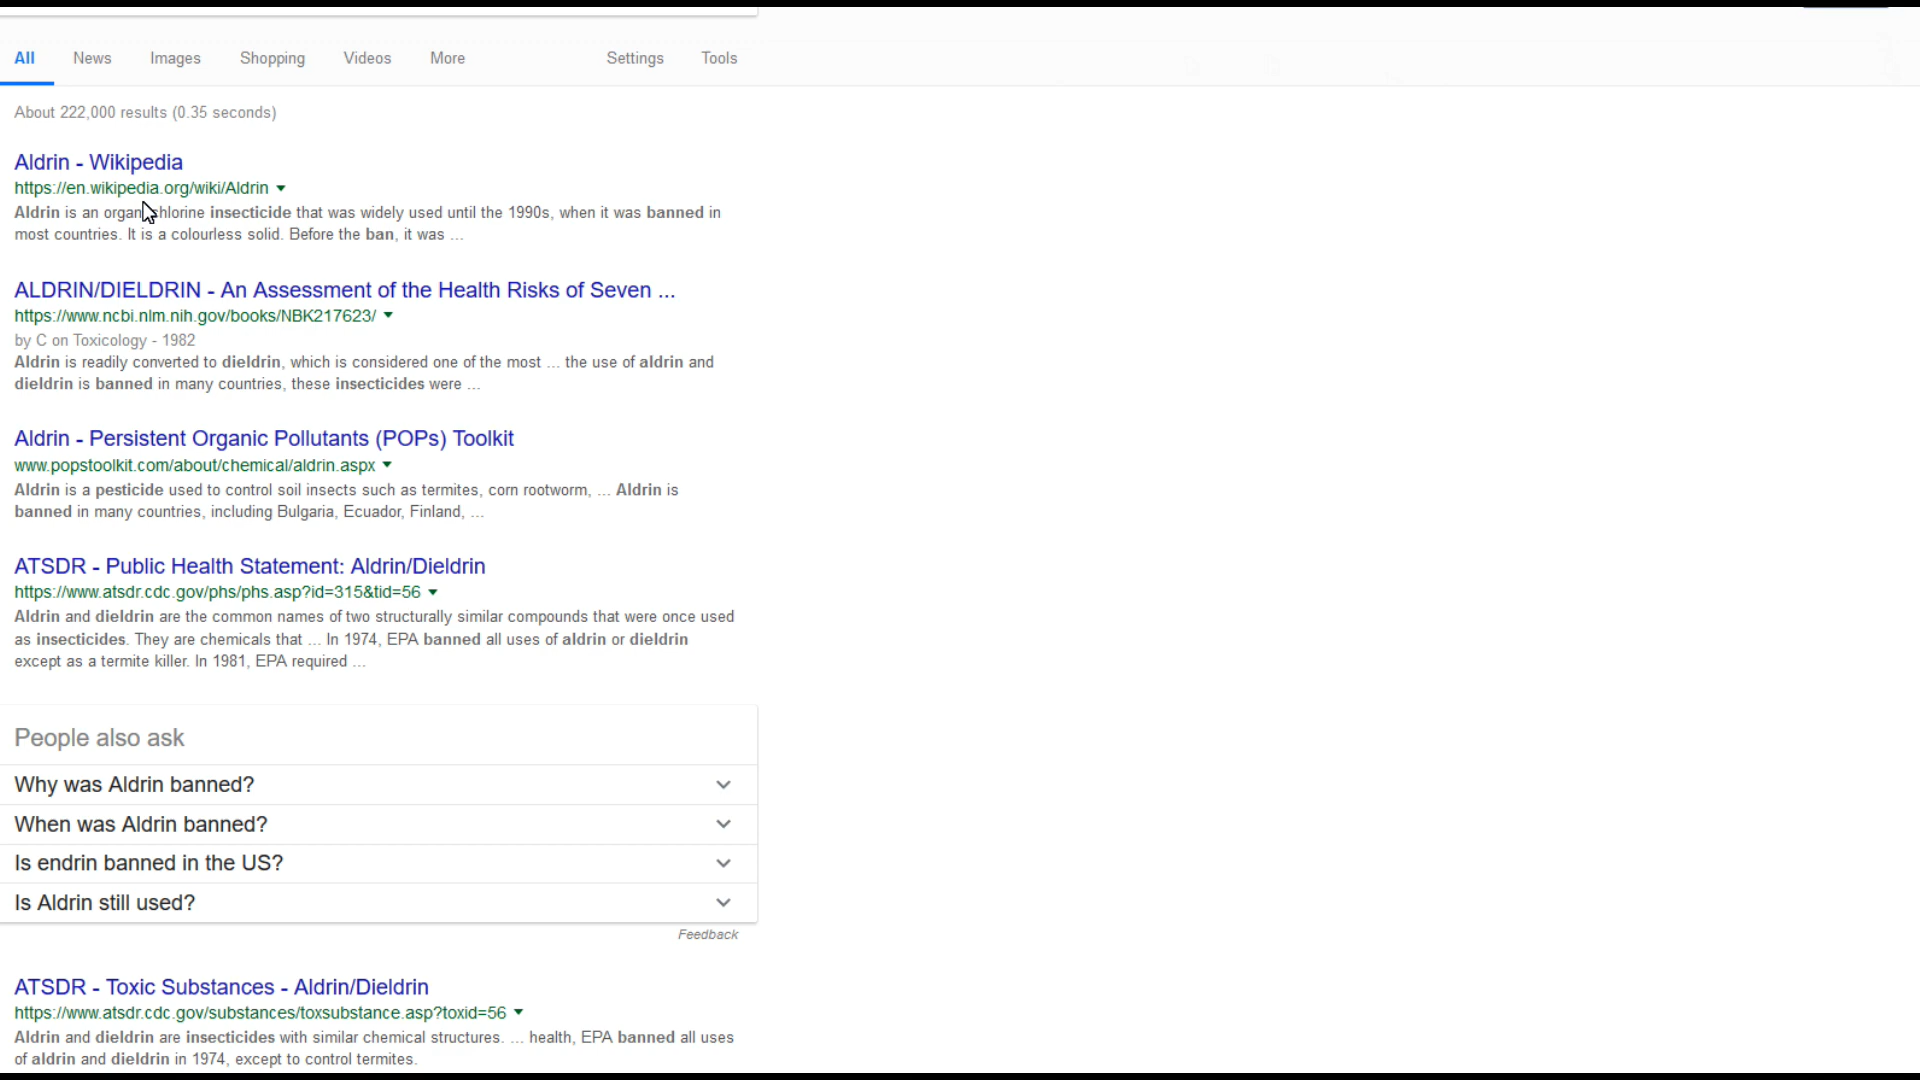 All News Images Shopping Videos More Settings Tools
About 222,000 results (0.35 seconds)
Aldrin - Wikipedia
https://en.wikipedia.org/wiki/Aldrin
Aldrin is an organochlorine insecticide that was widely used until the 1990s, when it was banned in
most countries. It is a colourless solid. Before the ban, it was ...
ALDRIN/DIELDRIN - An Assessment of the Health Risks of Seven ...
https://www.ncbi.nlm.nih.gov/books/NBK217623/
by C on Toxicology - 1982
Aldrin is readily converted to dieldrin, which is considered one of the most ... the use of aldrin and
dieldrin is banned in many countries, these insecticides were ...
Aldrin - Persistent Organic Pollutants (POPs) Toolkit
www.popstoolkit.com/about/chemical/aldrin.aspx
Aldrin is a pesticide used to control soil insects such as termites, corn rootworm, ... Aldrin is
banned in many countries, including Bulgaria, Ecuador, Finland, ...
ATSDR - Public Health Statement: Aldrin/Dieldrin
https://www.atsdr.cdc.gov/phs/phs.asp?id=315&tid=56
Aldrin and dieldrin are the common names of two structurally similar compounds that were once used
as insecticides. They are chemicals that ... In 1974, EPA banned all uses of aldrin or dieldrin
except as a termite killer. In 1981, EPA required ...
People also ask
Why was Aldrin banned?
When was Aldrin banned?
Is endrin banned in the US?
Is Aldrin still used?
Feedback
ATSDR - Toxic Substances - Aldrin/Dieldrin
https://www.atsdr.cdc.gov/substances/toxsubstance.asp?toxid=56
Aldrin and dieldrin are insecticides with similar chemical structures. ... health, EPA banned all uses
of aldrin and dieldrin in 1974, except to control termites.